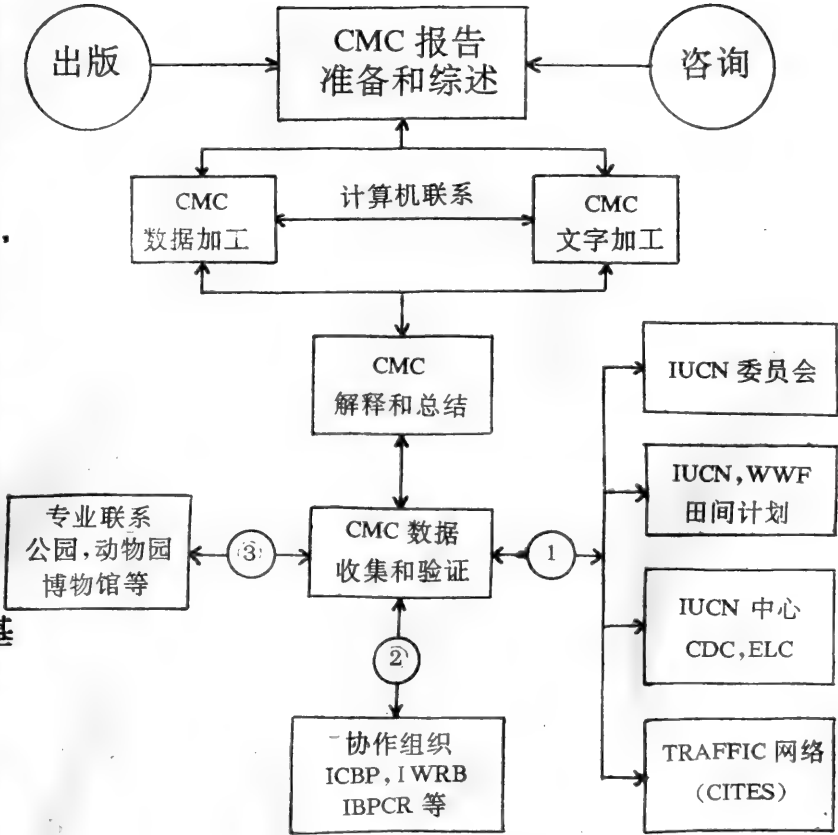 出版
CMC 报告
准备和综述
咨询
CMC
数据加工
计算机联系
CMC
文字加工
CMC
解释和总结
IUCN 委员会
IUCN,WWF
田间计划
专业联系
公园,动物园
博物馆等
③
CMC 数据
收集和验证
①
IUCN 中心
CDC,ELC
②
协作组织
ICBP,IWRB
IBPCR 等
TRAFFIC 网络
(CITES)